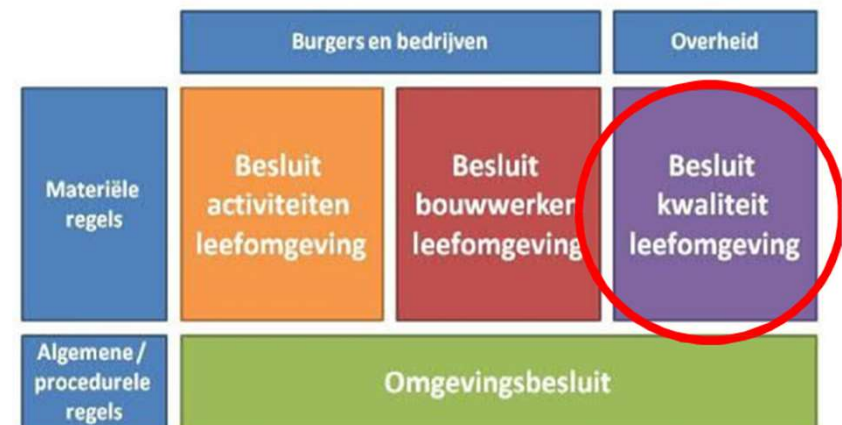 Burgers en bedrijven
Overheid
Materiële
regels
Besluit
activiteiten
leefomgeving
Besluit
bouwwerken
leefomgeving
Besluit
kwaliteit
leefomgeving
Algemene /
procedurele
regels
Omgevingsbesluit